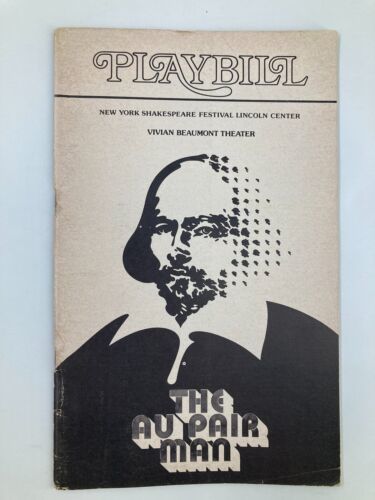 PLAYBILL
NEW YORK SHAKESPEARE FESTIVAL LINCOLN CENTER
VIVIAN BEAUMONT THEATER
THE
AU PAIR
MAN